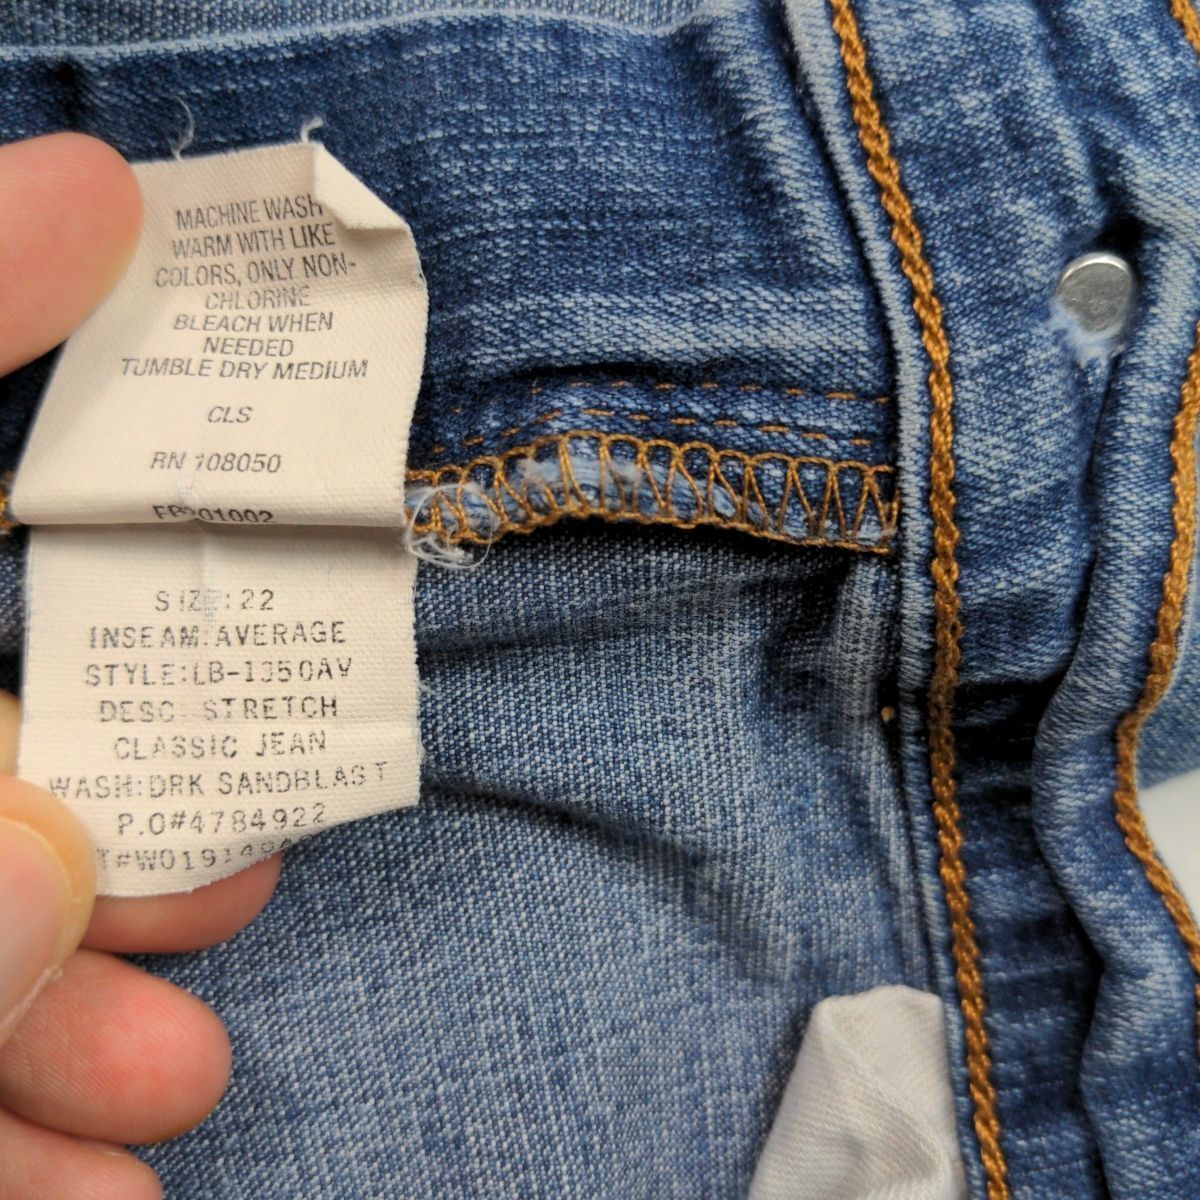 MACHINE WASH
WARM WITH LIKE
COLORS, ONLY NON-
CHLORINE
BLEACH WHEN
NEEDED
TUMBLE DRY MEDIUM
CLS
RN 108050
SIZE:22
INSEAM:AVERAGE
STYLE:LB-1350AV
DESC: STRETCH
CLASSIC JEAN
WASH:DRK SANDBLAST
P.O#4784922